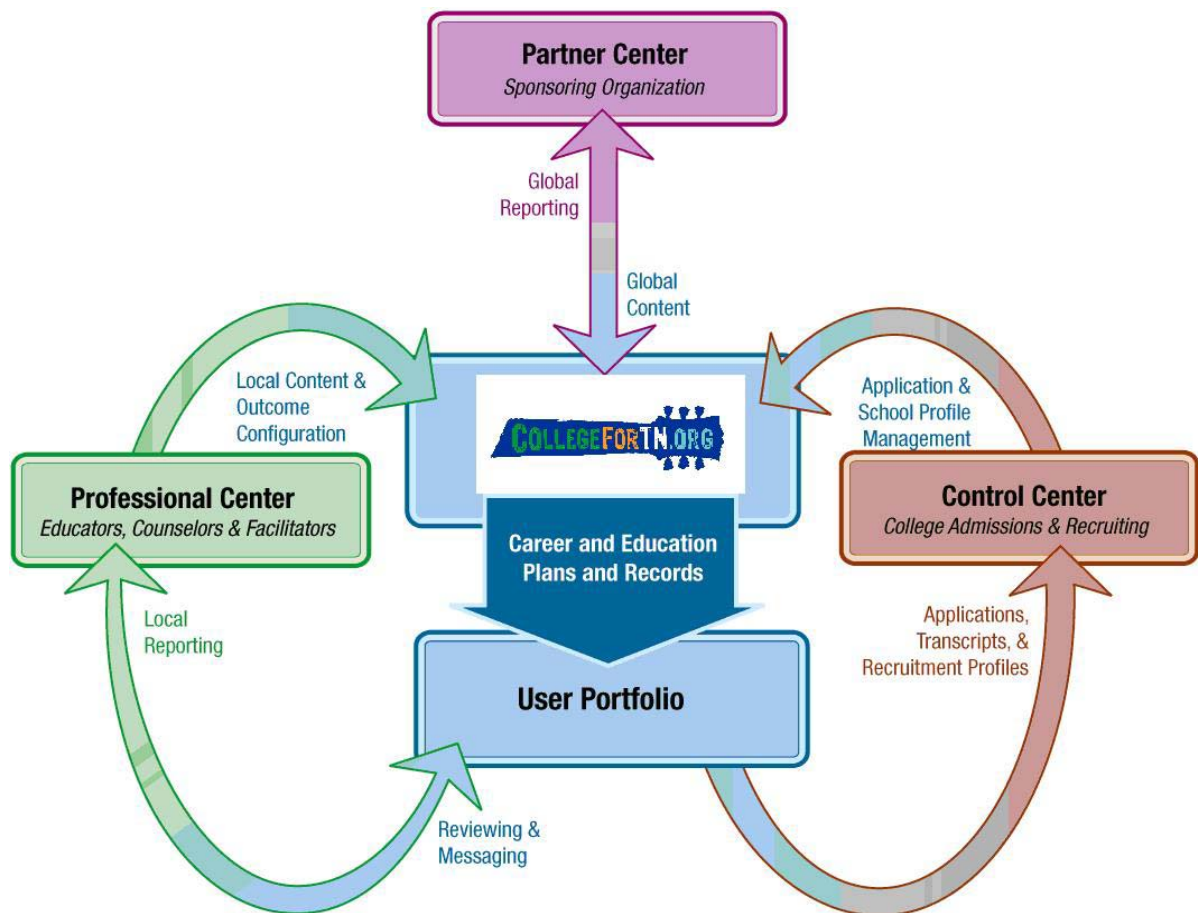 Partner Center
Sponsoring Organization
Global
Reporting
Global
Content
Local Content &
Outcome
Configuration
COLLEGEFORTN.ORG
Application &
School Profile
Management
Professional Center
Educators, Counselors & Facilitators
Career and Education
Plans and Records
Control Center
College Admissions & Recruiting
Local
Reporting
Applications,
Transcripts, &
Recruitment Profiles
User Portfolio
Reviewing &
Messaging